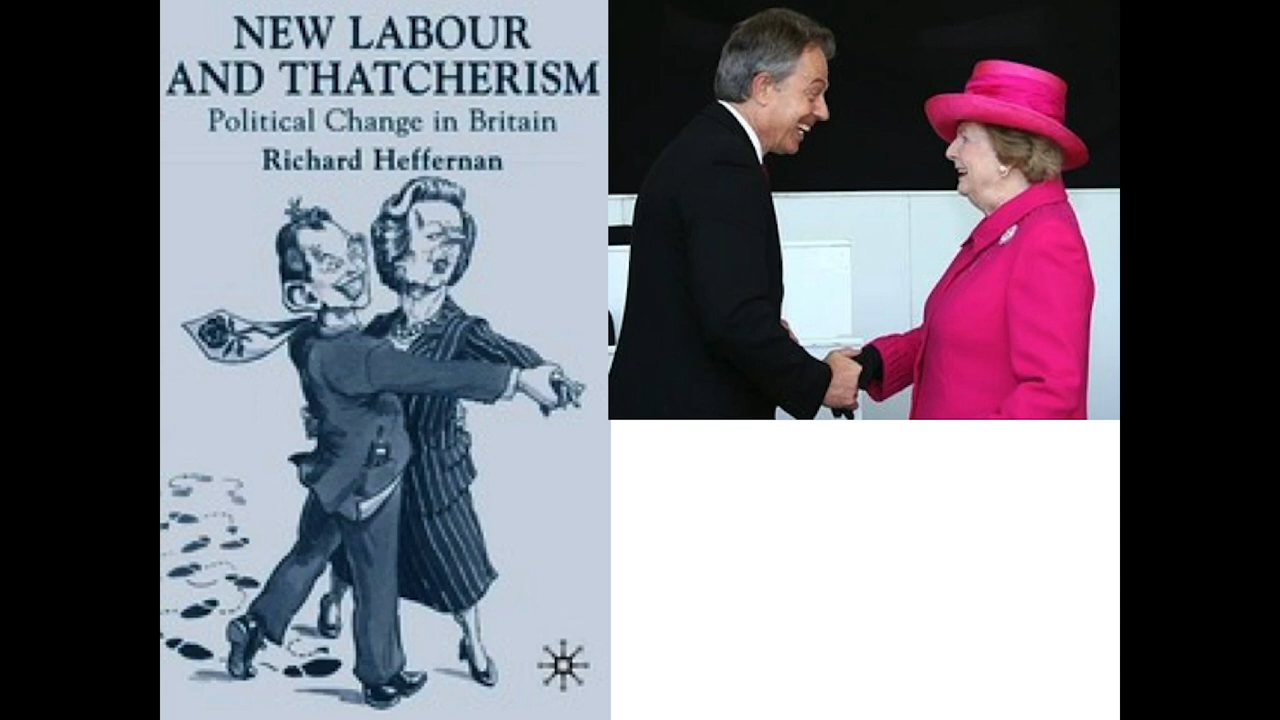 NEW LABOUR
AND THATCHERISM
Political Change in Britain
Richard Heffernan